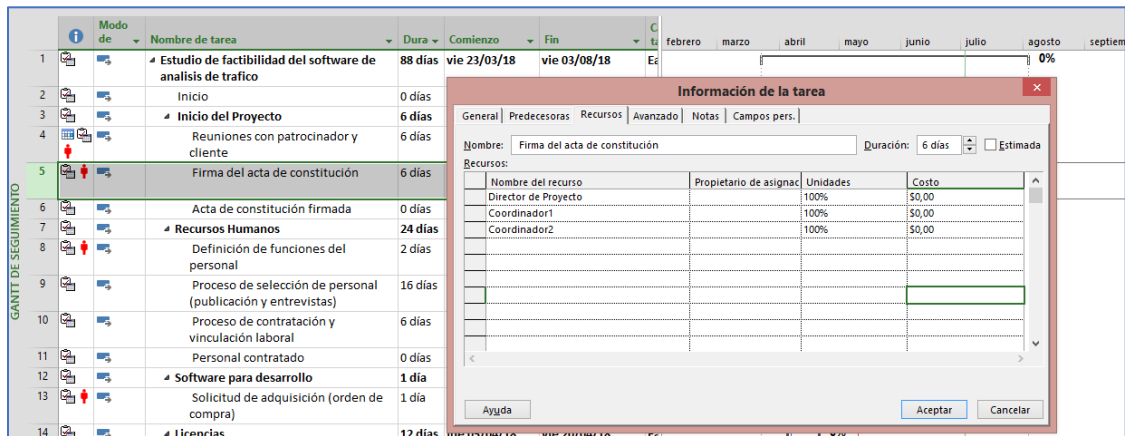 Modo de Nombre de tarea Dura Comienzo Fin
febrero marzo abril mayo junio julio agosto septiem
1 Estudio de factibilidad del software de analisis de trafico 88 días vie 23/03/18 vie 03/08/18 0%
2 Inicio 0 días
3 Inicio del Proyecto 6 días
4 Reuniones con patrocinador y cliente 6 días
5 Firma del acta de constitución 6 días
6 Acta de constitución firmada 0 días
7 Recursos Humanos 24 días
8 Definición de funciones del personal 2 días
9 Proceso de selección de personal (publicación y entrevistas) 16 días
10 Proceso de contratación y vinculación laboral 6 días
11 Personal contratado 0 días
12 Software para desarrollo 1 día
13 Solicitud de adquisición (orden de compra) 1 día
14 Licencias 12 días
GANTT DE SEGUIMIENTO
Información de la tarea
General Predecesoras Recursos Avanzado Notas Campos pers.
Nombre: Firma del acta de constitución Duración: 6 días Estimada
Recursos:
Nombre del recurso Propietario de asignac Unidades Costo
Director de Proyecto 100% $0,00
Coordinador1 100% $0,00
Coordinador2 100% $0,00
Ayuda Aceptar Cancelar